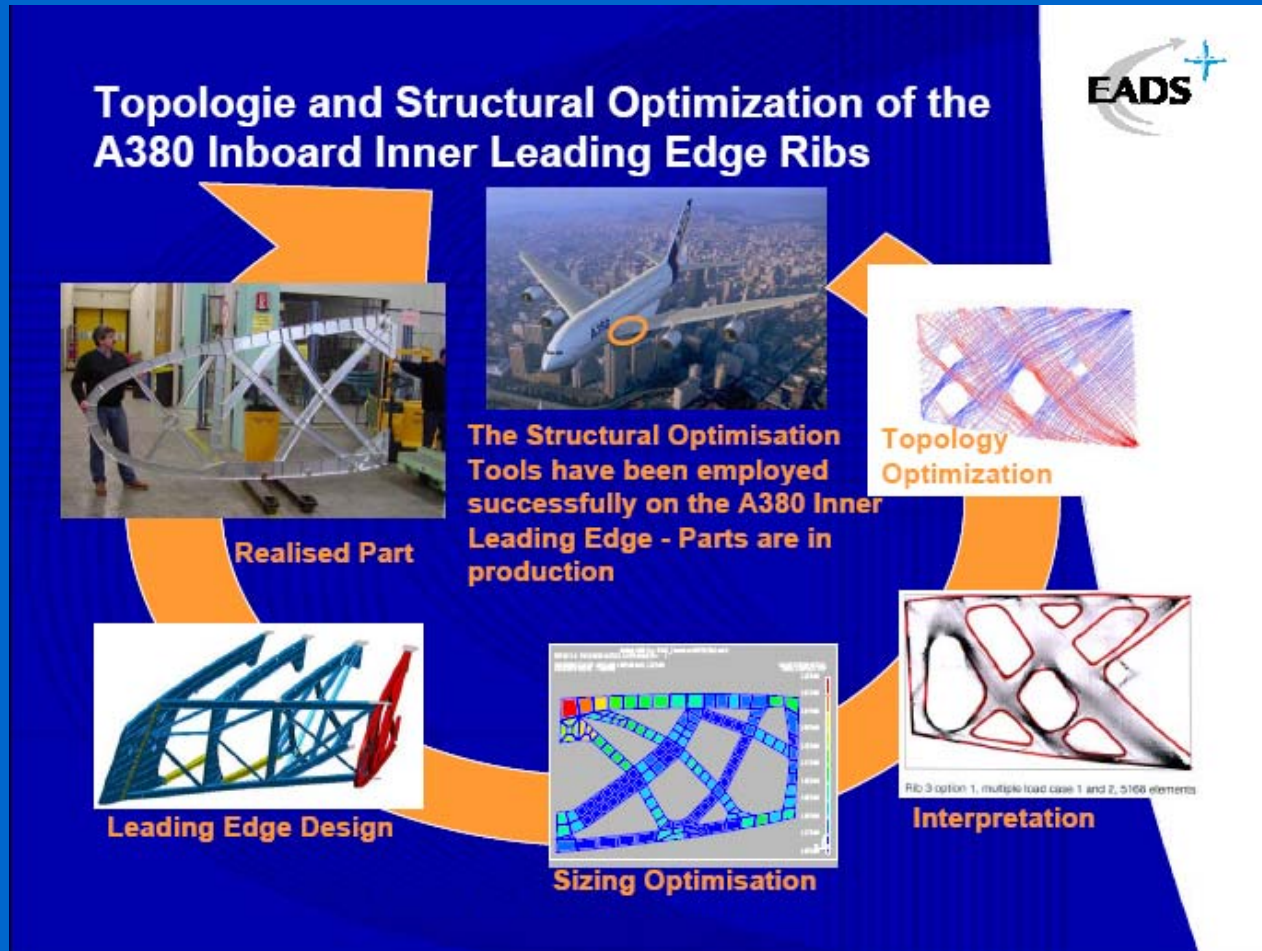 EADS
Topologie and Structural Optimization of the
A380 Inboard Inner Leading Edge Ribs
The Structural Optimisation
Tools have been employed
successfully on the A380 Inner
Leading Edge - Parts are in
production
Topology
Optimization
Realised Part
Rib 3 option 1, multiple load case 1 and 2, 5168 elements
Interpretation
Leading Edge Design
Sizing Optimisation